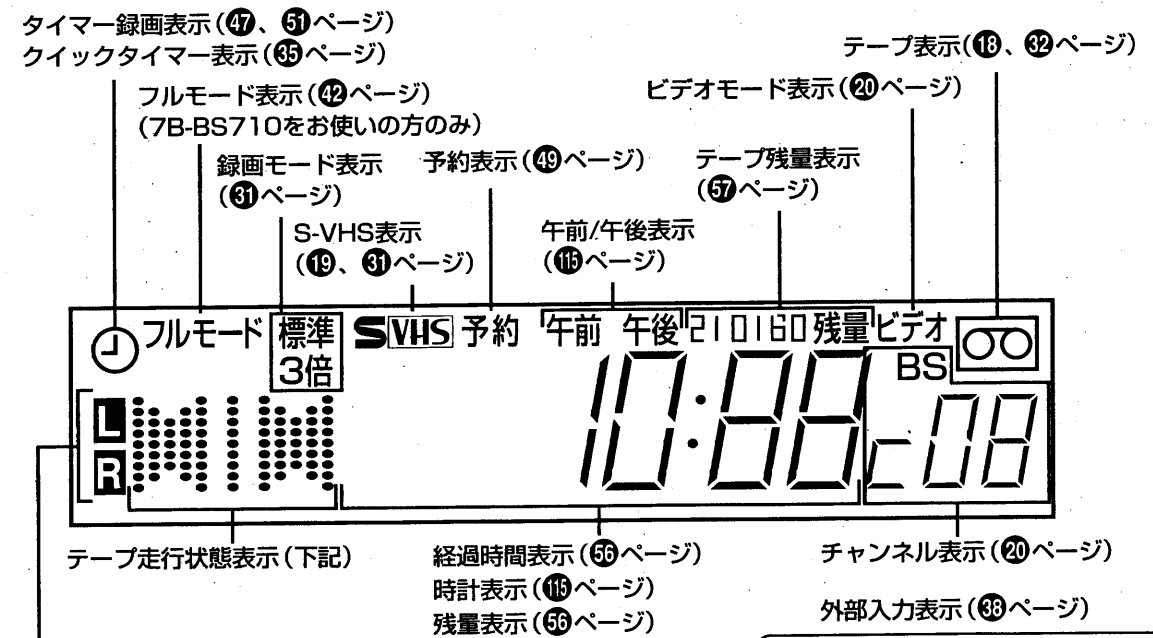 タイマー録画表示(47、51ページ)
クイックタイマー表示(35ページ)
テープ表示(18、32ページ)
フルモード表示(42ページ)
(7B-BS710をお使いの方のみ)
ビデオモード表示(20ページ)
録画モード表示
(31ページ)
予約表示(49ページ)
テープ残量表示
(57ページ)
S-VHS表示
(19、31ページ)
午前/午後表示
(115ページ)
フルモード 標準 S VHS 予約 午前 午後 210160残量 ビデオ
3倍
BS
L
R
10:88
c08
テープ走行状態表示(下記)
経過時間表示(56ページ)
時計表示(115ページ)
残量表示(56ページ)
チャンネル表示(20ページ)
外部入力表示(38ページ)